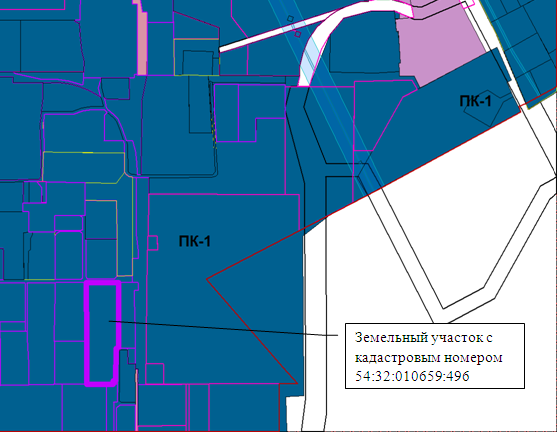 ПК-1
ПК-1
Земельный участок с
кадастровым номером
54:32:010659:496